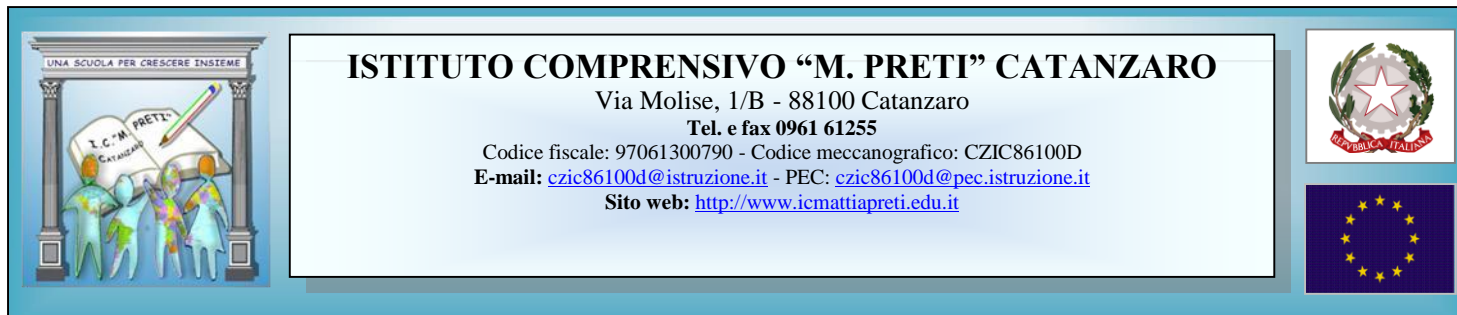 UNA SCUOLA PER CRESCERE INSIEME
I.C. "M. PRETI"
CATANZARO
ISTITUTO COMPRENSIVO “M. PRETI” CATANZARO
Via Molise, 1/B - 88100 Catanzaro
Tel. e fax 0961 61255
Codice fiscale: 97061300790 - Codice meccanografico: CZIC86100D
E-mail: czic86100d@istruzione.it - PEC: czic86100d@pec.istruzione.it
Sito web: http://www.icmattiapreti.edu.it
REPVBBLICA ITALIANA